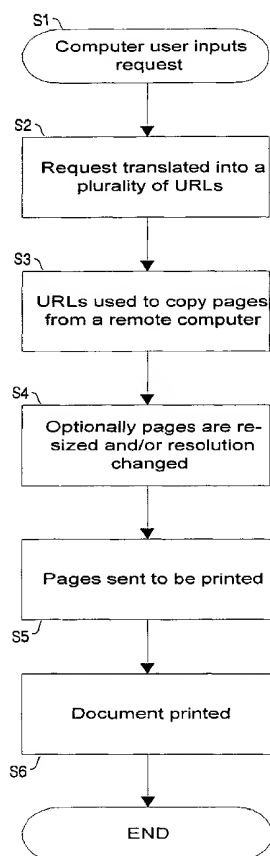 S1
Computer user inputs
request
S2
Request translated into a
plurality of URLs
S3
URLs used to copy pages
from a remote computer
S4
Optionally pages are re-
sized and/or resolution
changed
Pages sent to be printed
S5
Document printed
S6
END